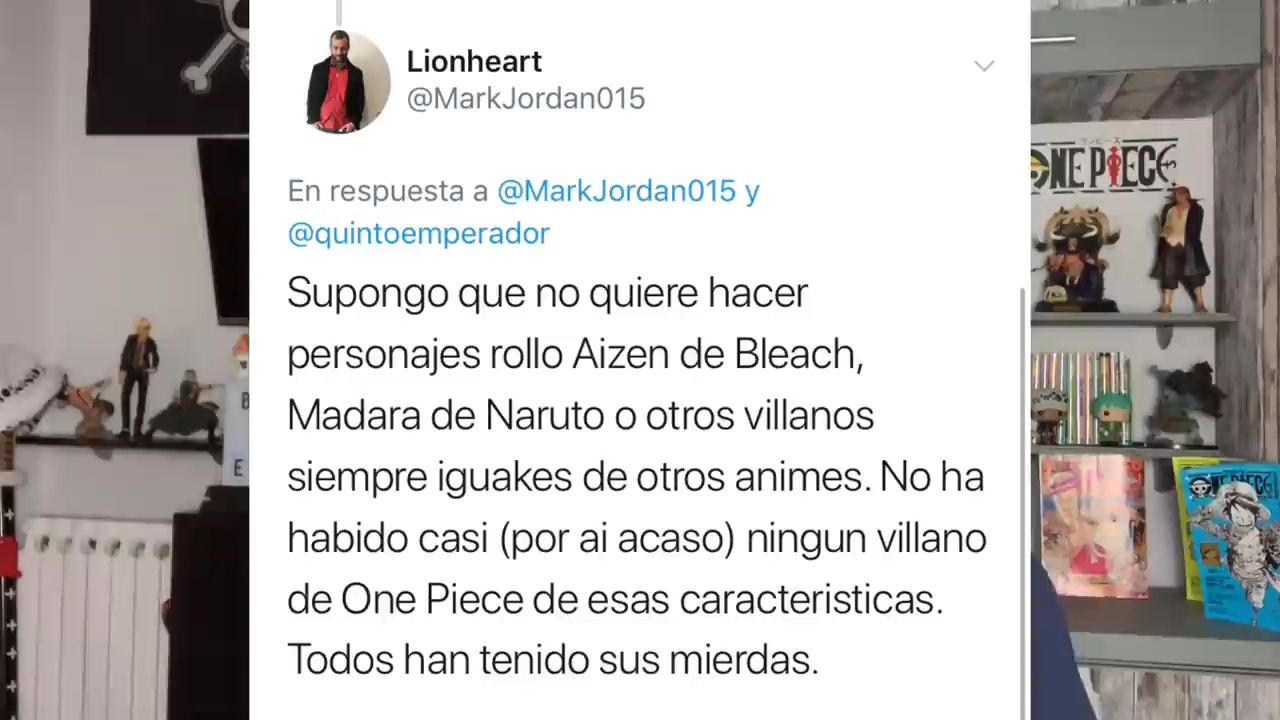 Lionheart
@MarkJordan015
En respuesta a @MarkJordan015 y
@quintoemperador
Supongo que no quiere hacer
personajes rollo Aizen de Bleach,
Madara de Naruto o otros villanos
siempre iguakes de otros animes. No ha
habido casi (por ai acaso) ningun villano
de One Piece de esas caracteristicas.
Todos han tenido sus mierdas.
ONE PIECE
B
E
ONE PIECE